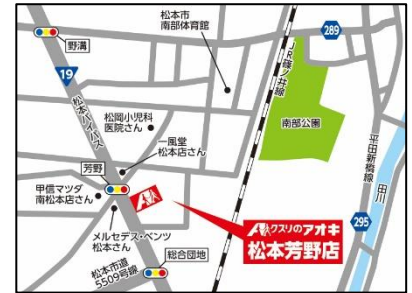 松本市
南部体育館
野溝
289
19
JR篠ノ井線
松本バイパス
松岡小児科
医院さん
南部公園
一風堂
松本店さん
平田新橋線
田川
芳野
甲信マツダ
南松本店さん
クスリのアオキ
松本芳野店
295
メルセデス・ベンツ
松本さん
総合団地
松本市道
5509号線